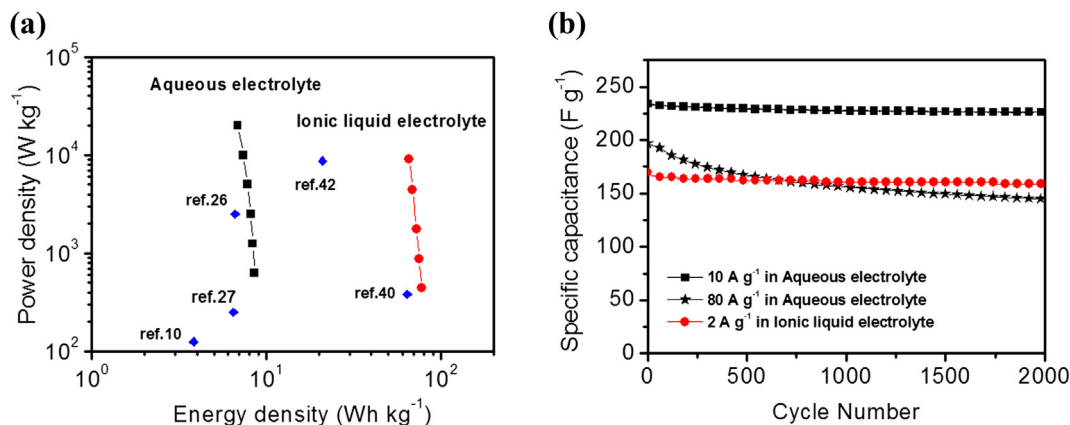 (a)
Power density (W kg⁻¹)
10⁵
10⁴
10³
10²
Aqueous electrolyte
Ionic liquid electrolyte
ref.42
ref.26
ref.27
ref.40
ref.10
10⁰
10¹
10²
Energy density (Wh kg⁻¹)
(b)
Specific capacitance (F g⁻¹)
250
200
150
100
50
0
10 A g⁻¹ in Aqueous electrolyte
80 A g⁻¹ in Aqueous electrolyte
2 A g⁻¹ in Ionic liquid electrolyte
0
500
1000
1500
2000
Cycle Number